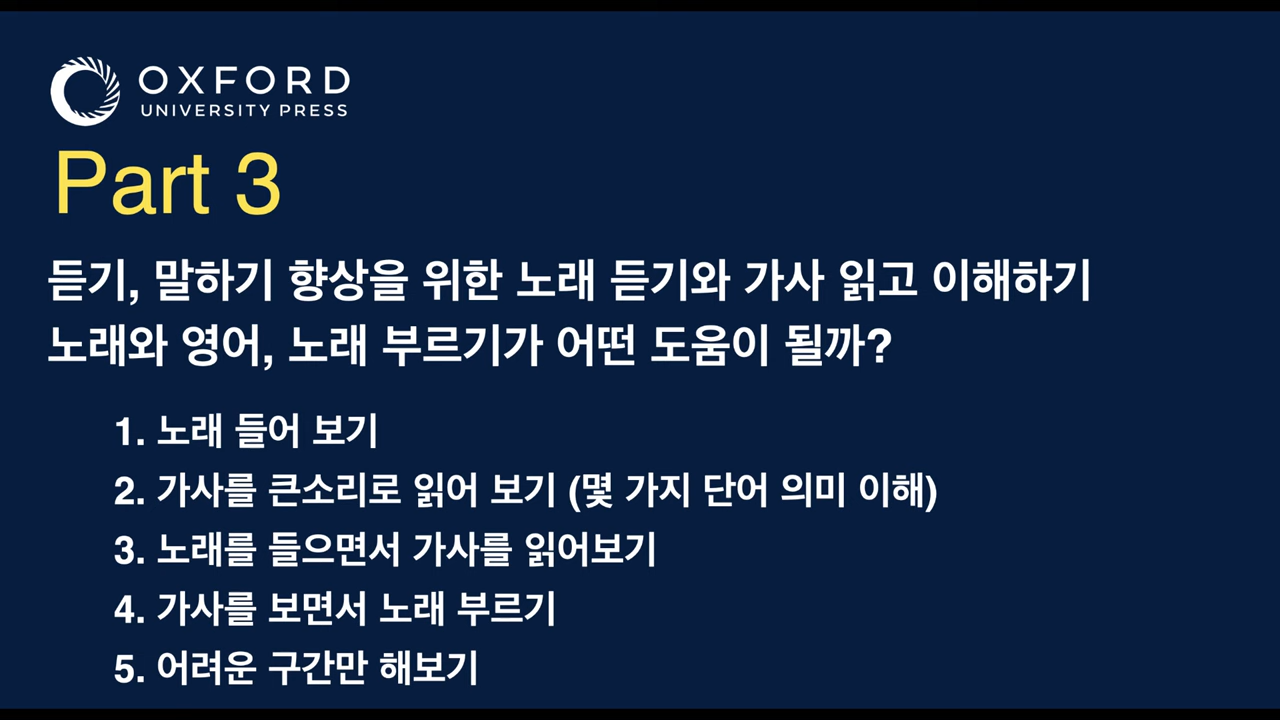 OXFORD
UNIVERSITY PRESS
Part 3
듣기, 말하기 향상을 위한 노래 듣기와 가사 읽고 이해하기
노래와 영어, 노래 부르기가 어떤 도움이 될까?
1. 노래 들어 보기
2. 가사를 큰소리로 읽어 보기 (몇 가지 단어 의미 이해)
3. 노래를 들으면서 가사를 읽어보기
4. 가사를 보면서 노래 부르기
5. 어려운 구간만 해보기